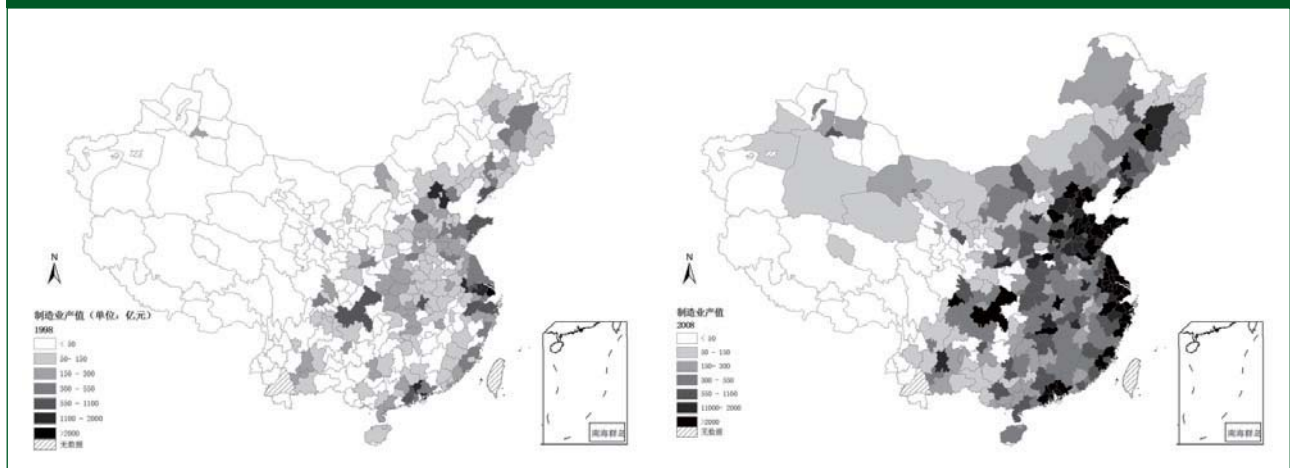 N
制造业产值（单位：亿元）
1998
< 50
50- 150
150 - 300
300 - 550
550 - 1100
1100 - 2000
>2000
无数据
南海群岛
N
制造业产值
2008
< 50
50 - 150
150- 300
300 - 550
550 - 1100
11000- 2000
>2000
无数据
南海群岛